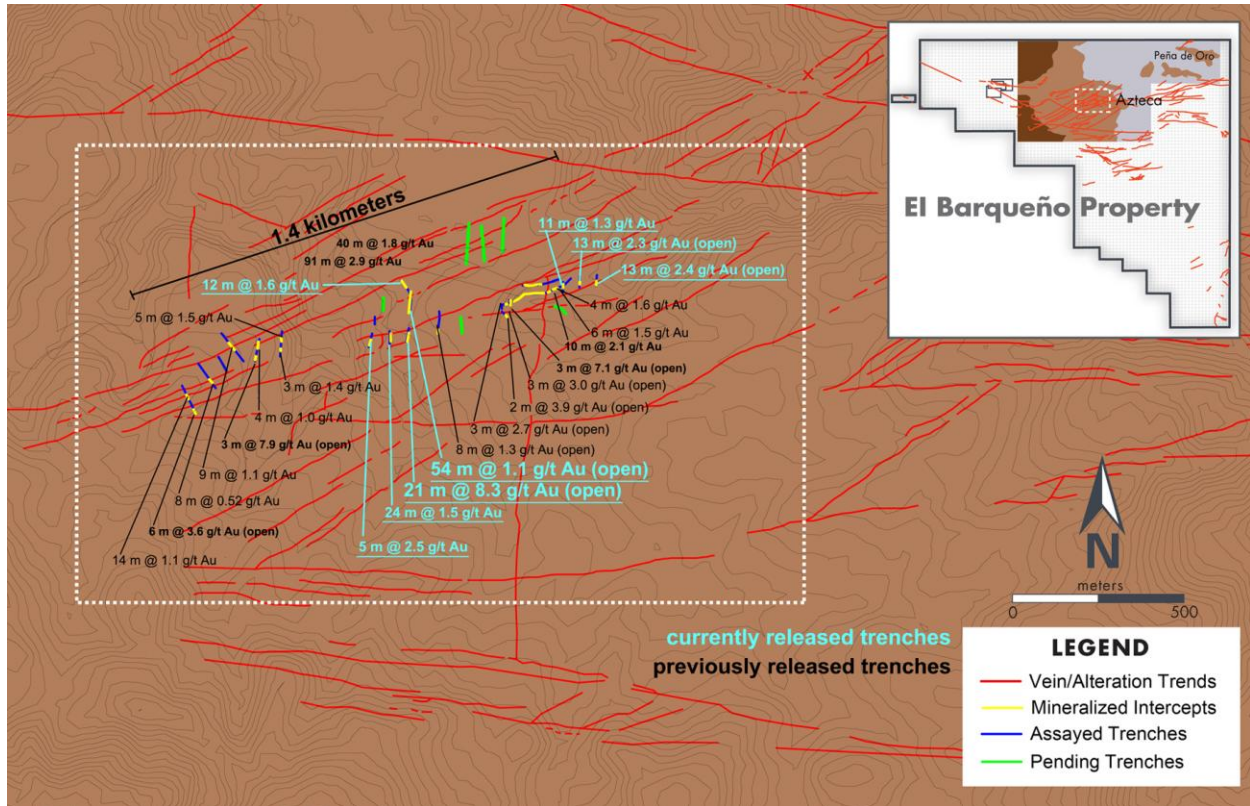 Peña de Oro
Azteca
El Barqueño Property
1.4 kilometers
40 m @ 1.8 g/t Au
91 m @ 2.9 g/t Au
12 m @ 1.6 g/t Au
11 m @ 1.3 g/t Au
13 m @ 2.3 g/t Au (open)
13 m @ 2.4 g/t Au (open)
5 m @ 1.5 g/t Au
4 m @ 1.6 g/t Au
6 m @ 1.5 g/t Au
10 m @ 2.1 g/t Au
3 m @ 7.1 g/t Au (open)
3 m @ 3.0 g/t Au (open)
2 m @ 3.9 g/t Au (open)
3 m @ 2.7 g/t Au (open)
8 m @ 1.3 g/t Au (open)
3 m @ 1.4 g/t Au
4 m @ 1.0 g/t Au
3 m @ 7.9 g/t Au (open)
9 m @ 1.1 g/t Au
8 m @ 0.52 g/t Au
6 m @ 3.6 g/t Au (open)
14 m @ 1.1 g/t Au
54 m @ 1.1 g/t Au (open)
21 m @ 8.3 g/t Au (open)
24 m @ 1.5 g/t Au
5 m @ 2.5 g/t Au
N
meters
0 500
currently released trenches
previously released trenches
LEGEND
Vein/Alteration Trends
Mineralized Intercepts
Assayed Trenches
Pending Trenches